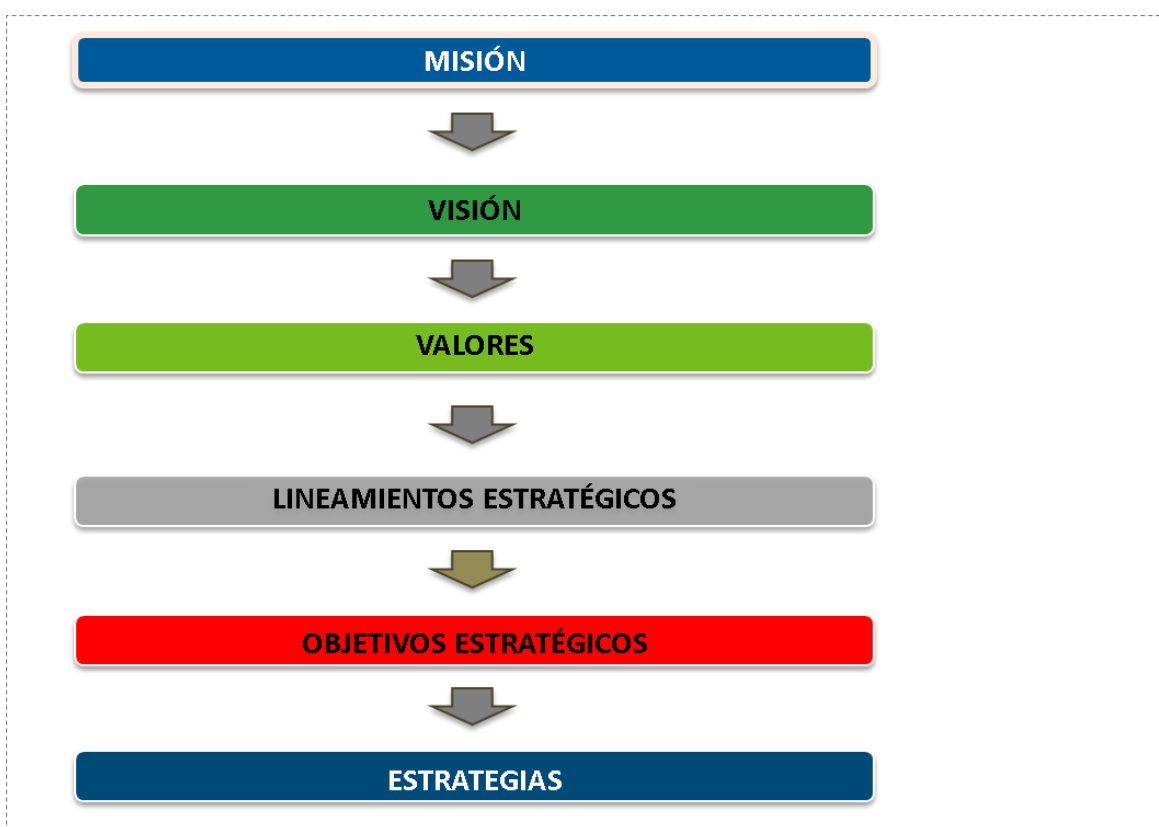 MISIÓN
VISIÓN
VALORES
LINEAMIENTOS ESTRATÉGICOS
OBJETIVOS ESTRATÉGICOS
ESTRATEGIAS